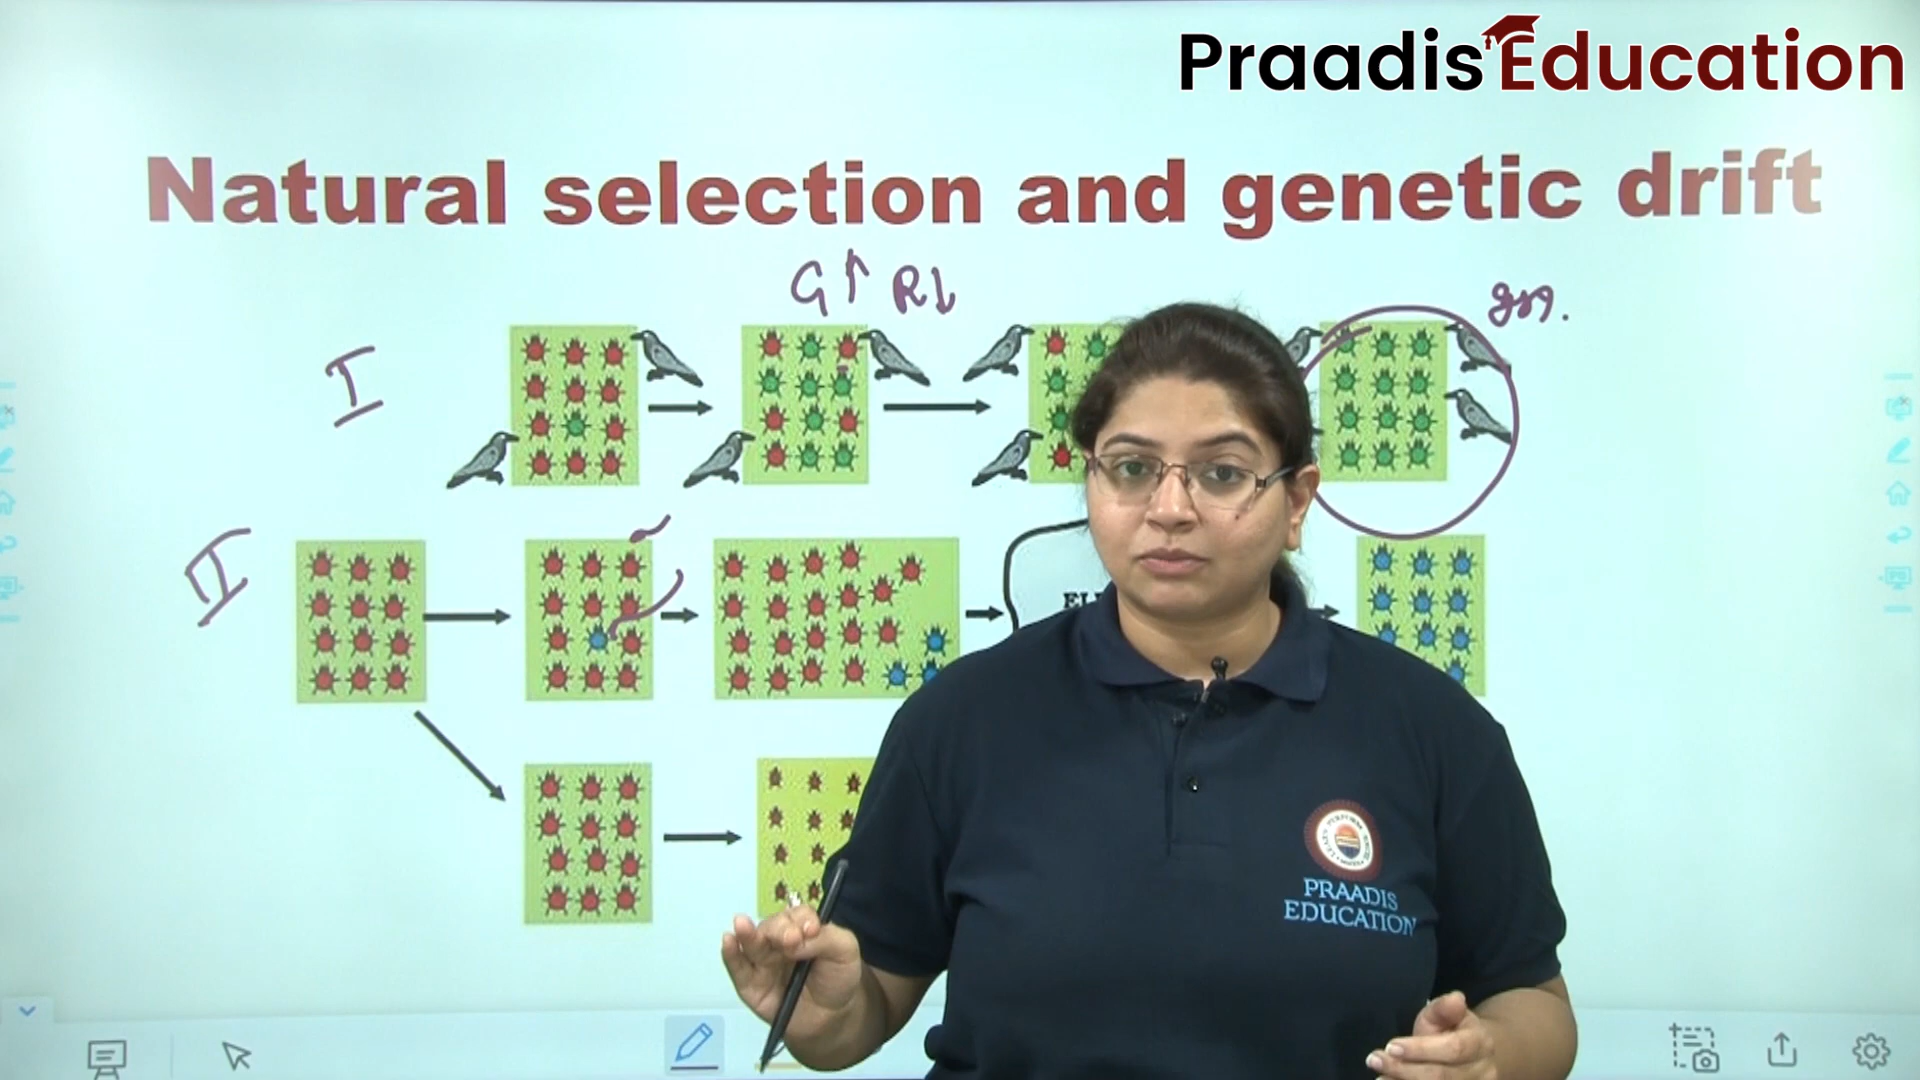 Praadis Education
Natural selection and genetic drift
G↑ R↓
I
II
PRAADIS
EDUCATION